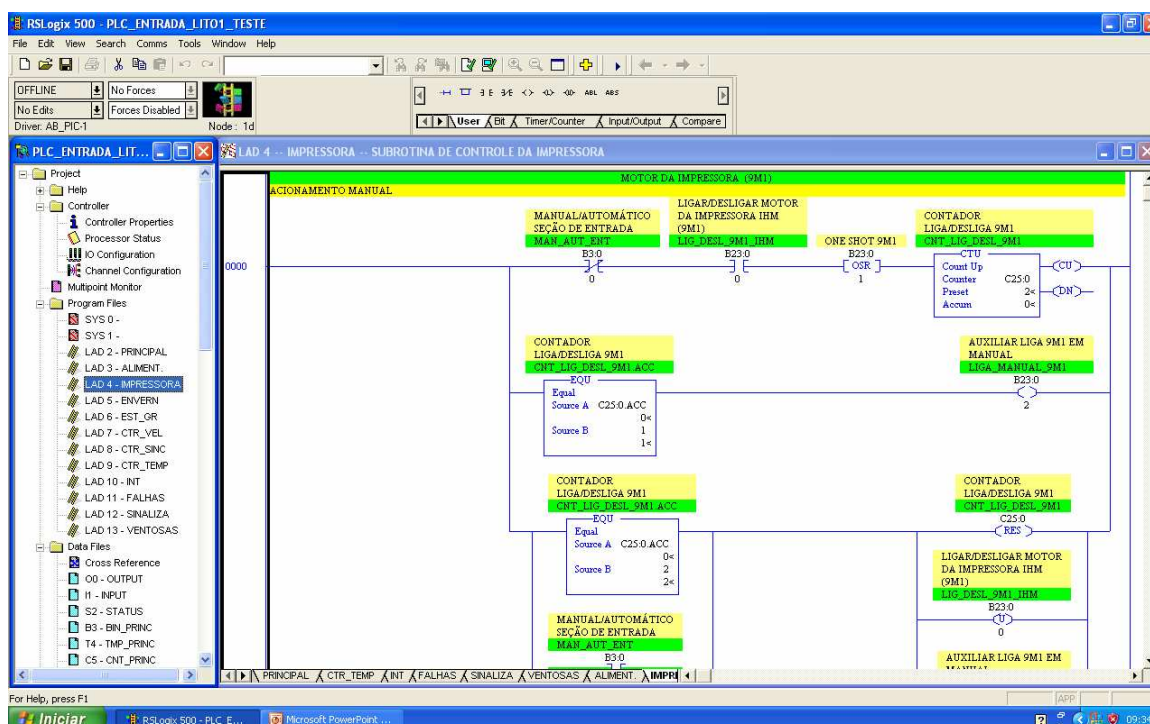 RSLogix 500 - PLC_ENTRADA_LITO1_TESTE
File Edit View Search Comms Tools Window Help
OFFLINE No Forces
No Edits Forces Disabled
Driver: AB_PIC-1 Node: 1d
ABL ABS
User Bit Timer/Counter Input/Output Compare
PLC_ENTRADA_LIT...
Project
Help
Controller
Controller Properties
Processor Status
IO Configuration
Channel Configuration
Multipoint Monitor
Program Files
SYS 0 -
SYS 1 -
LAD 2 - PRINCIPAL
LAD 3 - ALIMENT.
LAD 4 - IMPRESSORA
LAD 5 - ENVERN
LAD 6 - EST_GR
LAD 7 - CTR_VEL
LAD 8 - CTR_SINC
LAD 9 - CTR_TEMP
LAD 10 - INT
LAD 11 - FALHAS
LAD 12 - SINALIZA
LAD 13 - VENTOSAS
Data Files
Cross Reference
O0 - OUTPUT
I1 - INPUT
S2 - STATUS
B3 - BIN_PRINC
T4 - TMP_PRINC
C5 - CNT_PRINC
LAD 4 -- IMPRESSORA -- SUBROTINA DE CONTROLE DA IMPRESSORA
MOTOR DA IMPRESSORA (9M1)
ACIONAMENTO MANUAL
0000
MANUAL/AUTOMÁTICO
SEÇÃO DE ENTRADA
MAN_AUT_ENT
B3:0
0
LIGAR/DESLIGAR MOTOR
DA IMPRESSORA IHM
(9M1)
LIG_DESL_9M1_IHM
B23:0
0
ONE SHOT 9M1
B23:0
OSR
1
CONTADOR
LIGA/DESLIGA 9M1
CNT_LIG_DESL_9M1
CTU
Count Up
Counter C25:0
Preset 2<
Accum 0<
CU
DN
CONTADOR
LIGA/DESLIGA 9M1
CNT_LIG_DESL_9M1.ACC
EQU
Equal
Source A C25:0.ACC
0<
Source B 1
1<
AUXILIAR LIGA 9M1 EM
MANUAL
LIGA_MANUAL_9M1
B23:0
2
CONTADOR
LIGA/DESLIGA 9M1
CNT_LIG_DESL_9M1.ACC
EQU
Equal
Source A C25:0.ACC
0<
Source B 2
2<
CONTADOR
LIGA/DESLIGA 9M1
CNT_LIG_DESL_9M1
C25:0
RES
LIGAR/DESLIGAR MOTOR
DA IMPRESSORA IHM
(9M1)
LIG_DESL_9M1_IHM
B23:0
U
0
MANUAL/AUTOMÁTICO
SEÇÃO DE ENTRADA
MAN_AUT_ENT
B3:0
AUXILIAR LIGA 9M1 EM
PRINCIPAL CTR_TEMP INT FALHAS SINALIZA VENTOSAS ALIMENT. IMPRI
For Help, press F1
APP
Iniciar RSLogix 500 - PLC_E... Microsoft PowerPoint ...